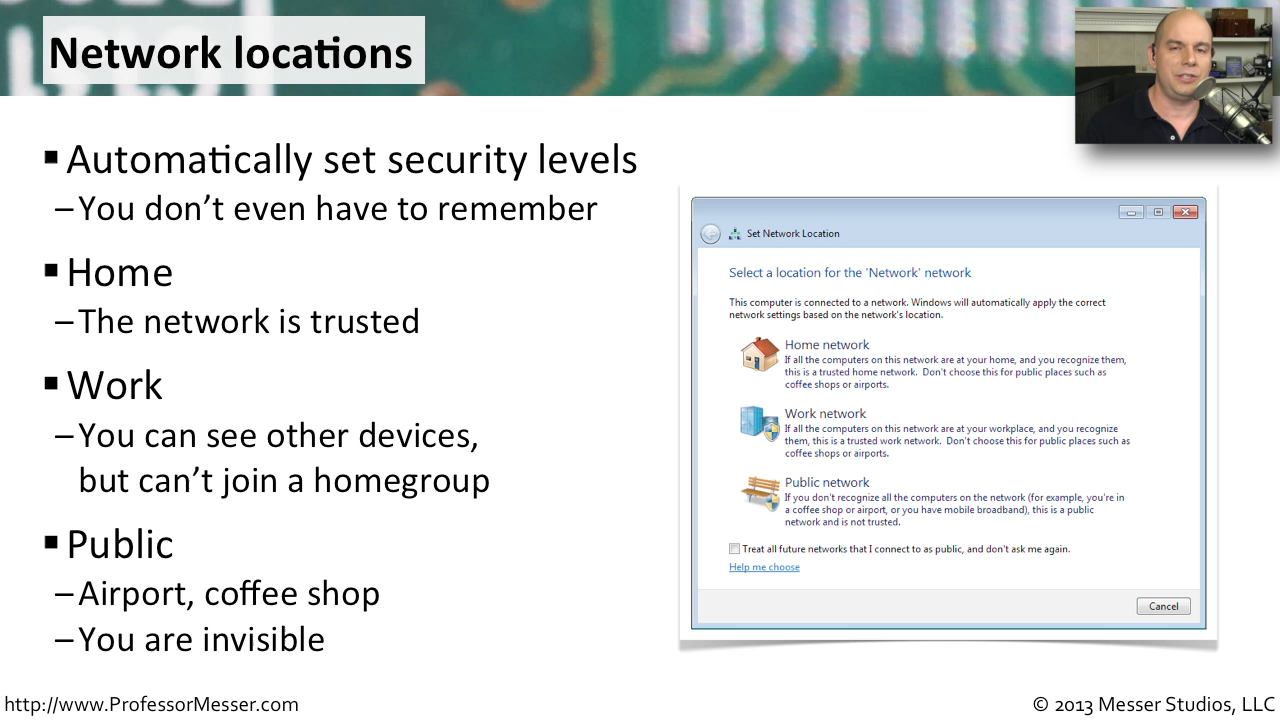 Network locations
▪ Automatically set security levels
– You don’t even have to remember
▪ Home
– The network is trusted
▪ Work
– You can see other devices,
but can’t join a homegroup
▪ Public
– Airport, coffee shop
– You are invisible
Set Network Location
Select a location for the 'Network' network
This computer is connected to a network. Windows will automatically apply the correct
network settings based on the network's location.
Home network
If all the computers on this network are at your home, and you recognize them,
this is a trusted home network. Don't choose this for public places such as
coffee shops or airports.
Work network
If all the computers on this network are at your workplace, and you recognize
them, this is a trusted work network. Don't choose this for public places such as
coffee shops or airports.
Public network
If you don't recognize all the computers on the network (for example, you're in
a coffee shop or airport, or you have mobile broadband), this is a public
network and is not trusted.
Treat all future networks that I connect to as public, and don't ask me again.
Help me choose
Cancel
http://www.ProfessorMesser.com
© 2013 Messer Studios, LLC